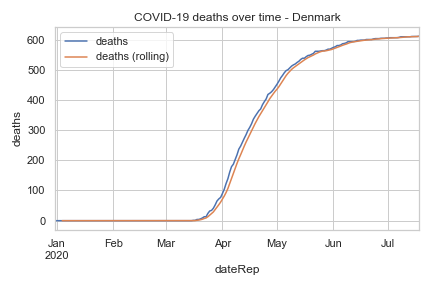 COVID-19 deaths over time - Denmark
deaths
deaths (rolling)
deaths
600
500
400
300
200
100
0
Jan Feb Mar Apr May Jun Jul
2020
dateRep